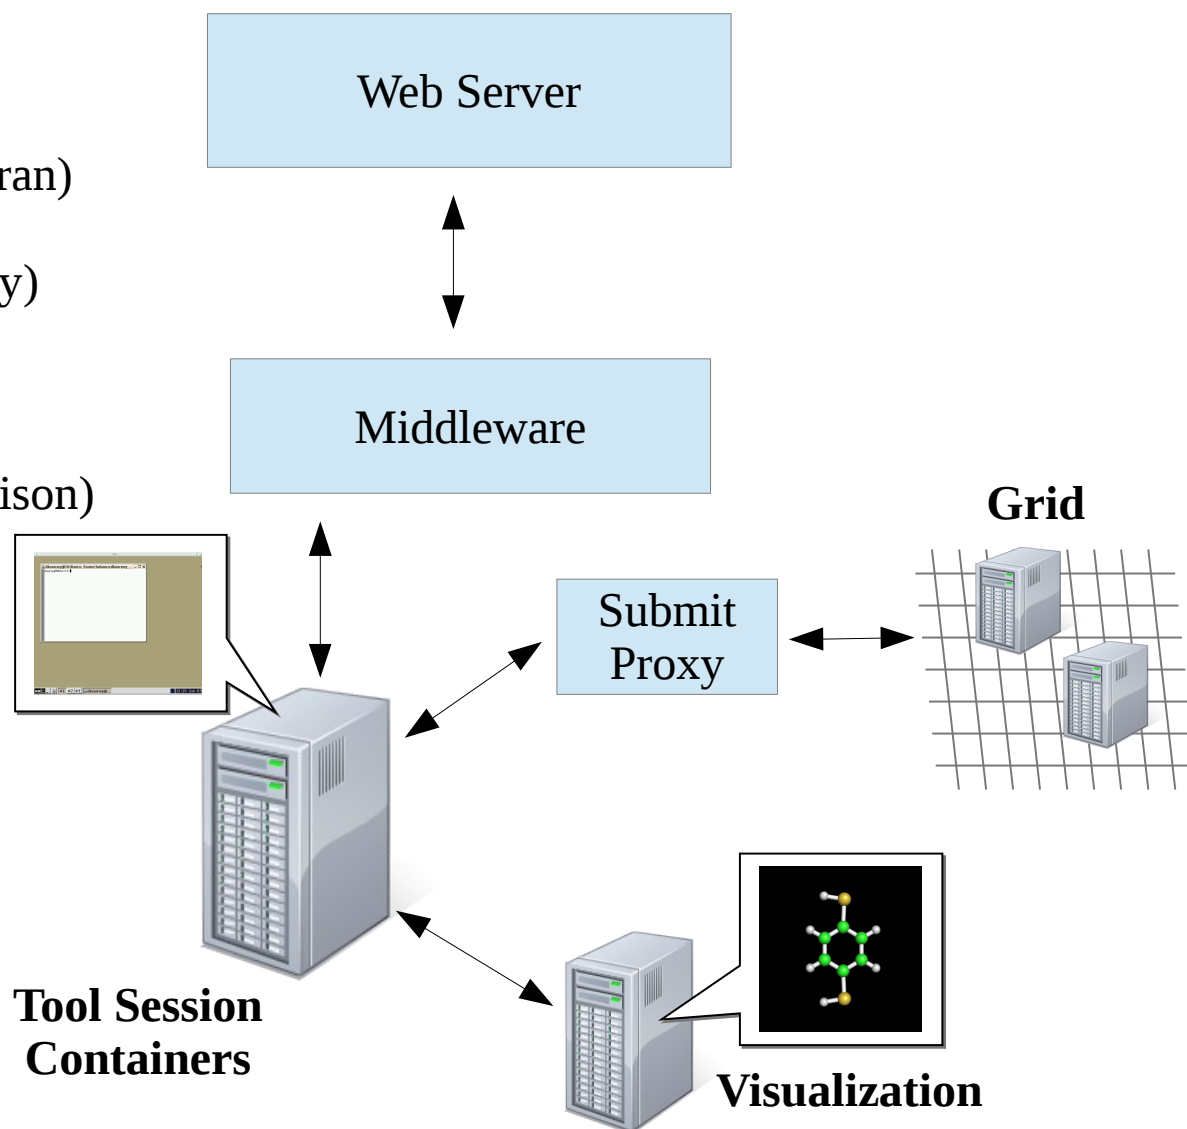 Web Server
ran)
y)
Middleware
ison)
Grid
Submit
Proxy
Tool Session
Containers
Visualization